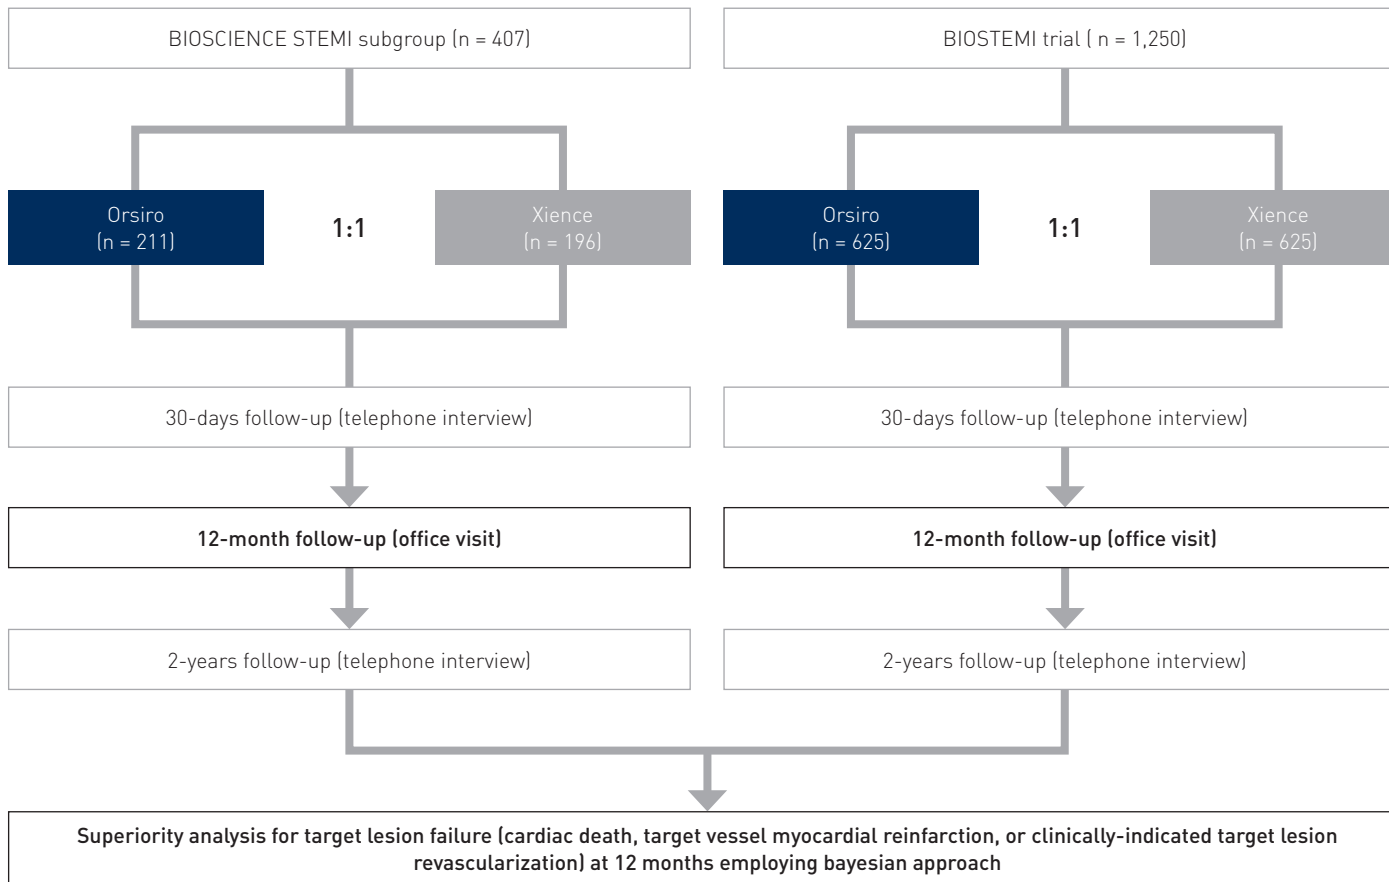 BIOSCIENCE STEMI subgroup (n = 407)
BIOSTEMI trial ( n = 1,250)
Orsiro
(n = 211)
1:1
Xience
(n = 196)
Orsiro
(n = 625)
1:1
Xience
(n = 625)
30-days follow-up (telephone interview)
30-days follow-up (telephone interview)
12-month follow-up (office visit)
12-month follow-up (office visit)
2-years follow-up (telephone interview)
2-years follow-up (telephone interview)
Superiority analysis for target lesion failure (cardiac death, target vessel myocardial reinfarction, or clinically-indicated target lesion
revascularization) at 12 months employing bayesian approach